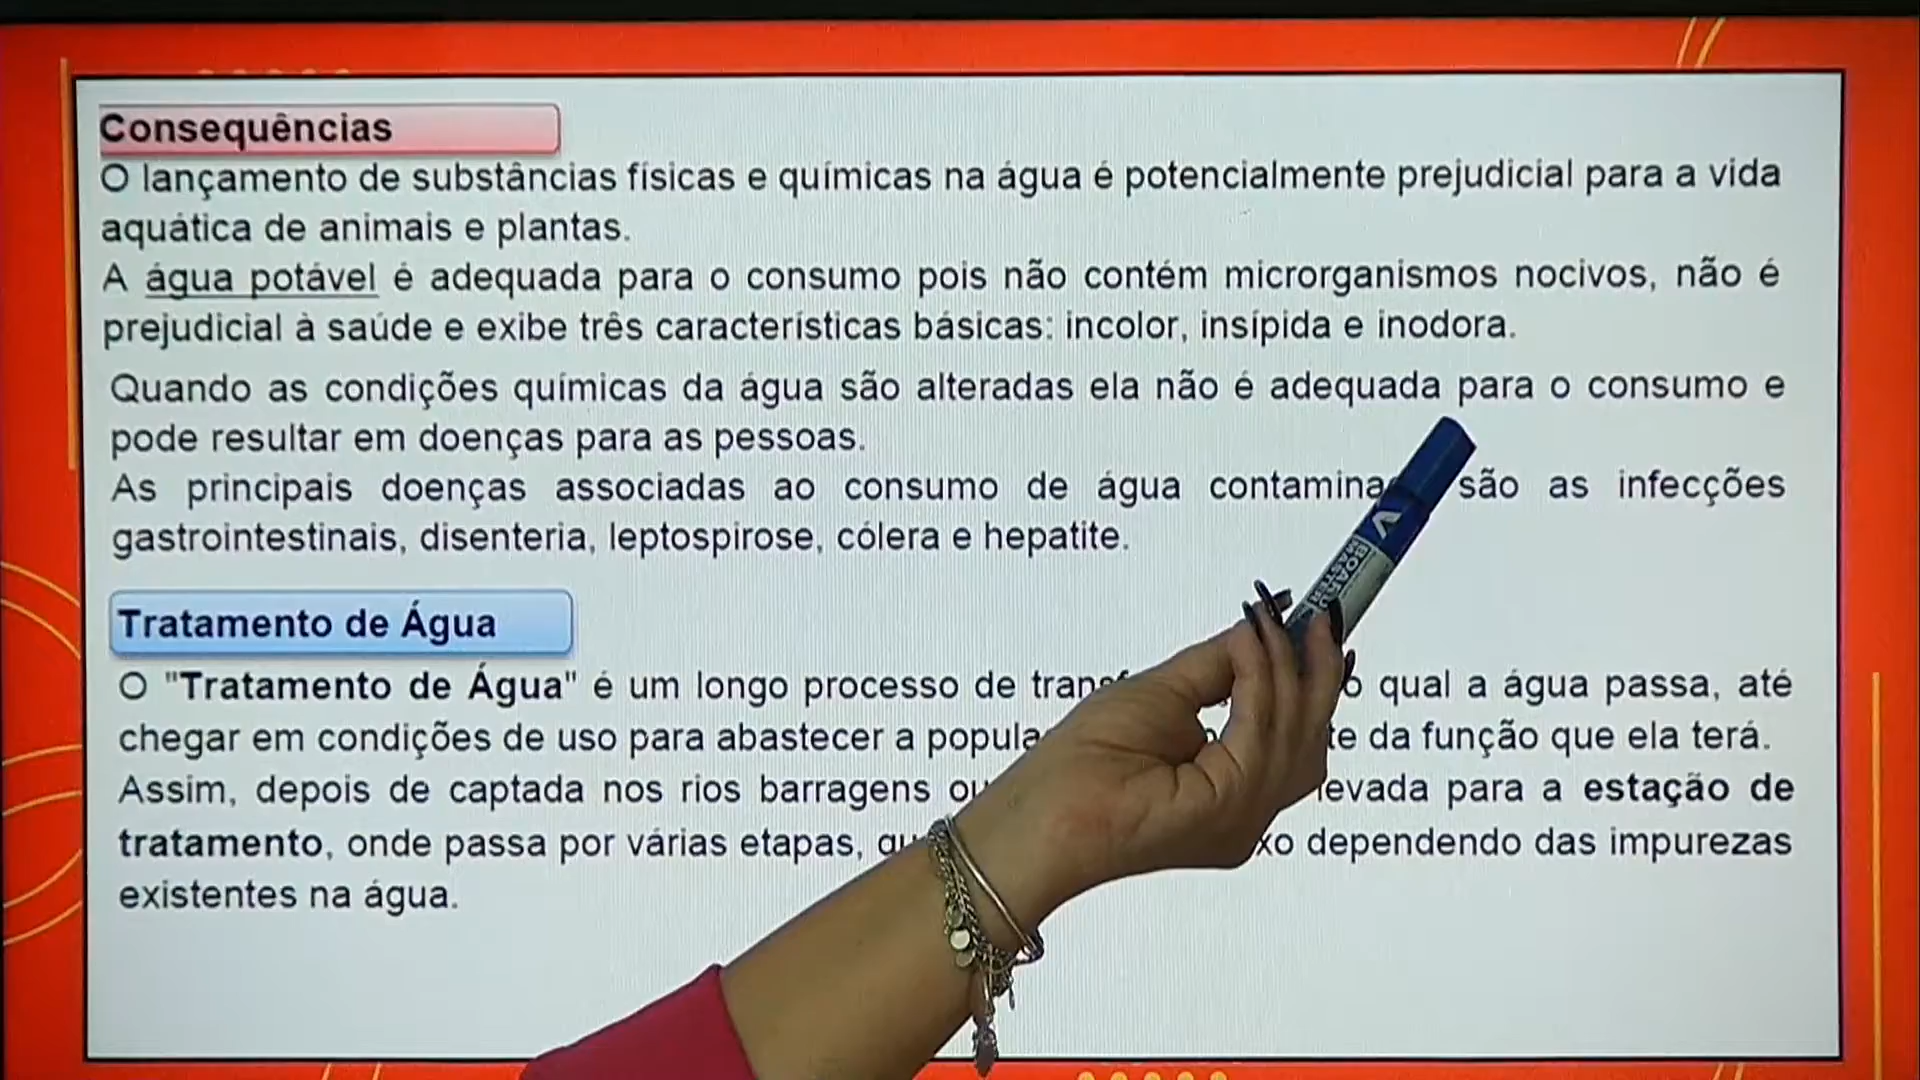 Consequências
O lançamento de substâncias físicas e químicas na água é potencialmente prejudicial para a vida
aquática de animais e plantas.
A água potável é adequada para o consumo pois não contém microrganismos nocivos, não é
prejudicial à saúde e exibe três características básicas: incolor, insípida e inodora.
Quando as condições químicas da água são alteradas ela não é adequada para o consumo e
pode resultar em doenças para as pessoas.
As principais doenças associadas ao consumo de água são as infecções
gastrointestinais, disenteria, leptospirose, cólera e hepatite.
V BOARD MASTER
Tratamento de Água
O "Tratamento de Água" é um longo processo de qual a água passa, até
chegar em condições de uso para abastecer a da função que ela terá.
Assim, depois de captada nos rios barragens ou levada para a estação de
tratamento, onde passa por várias etapas, dependendo das impurezas
existentes na água.